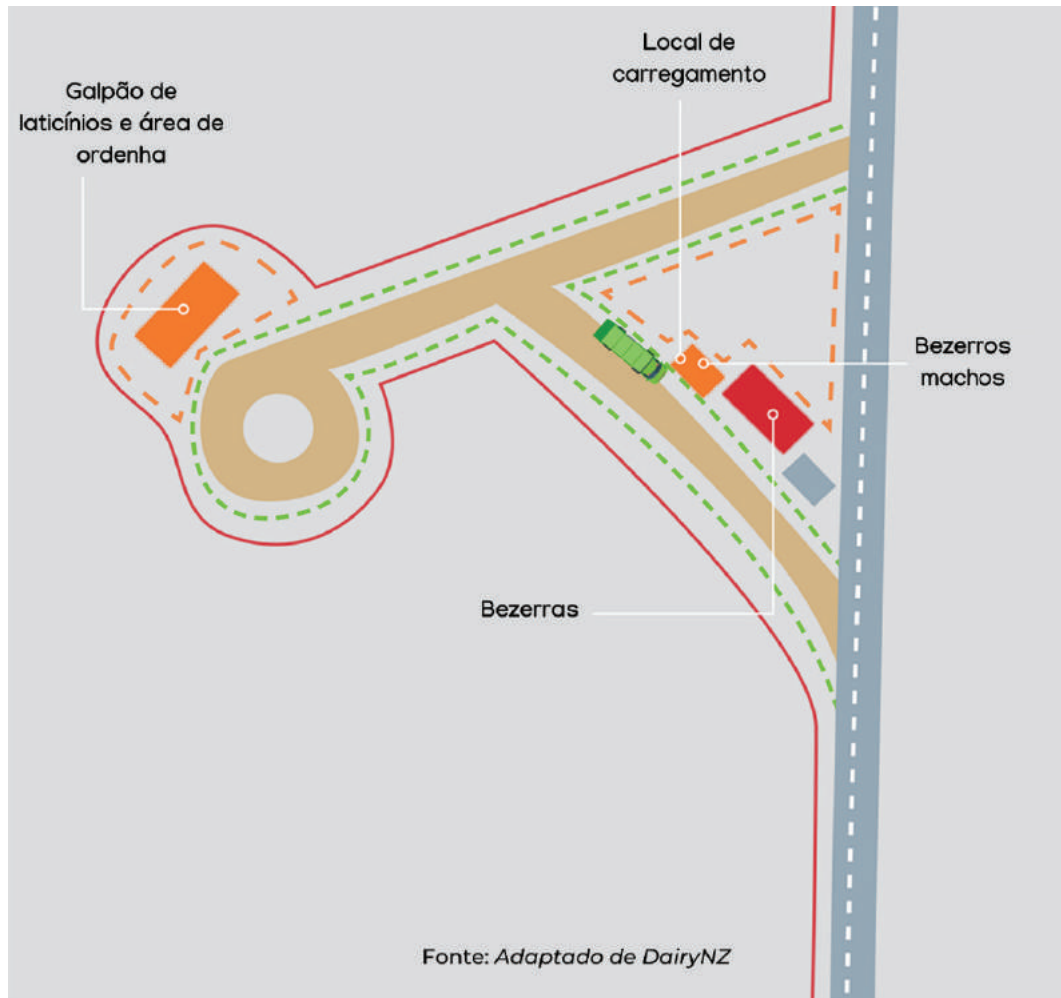 Local de
carregamento
Galpão de
laticínios e área de
ordenha
Bezerros
machos
Bezerras
Fonte: Adaptado de DairyNZ